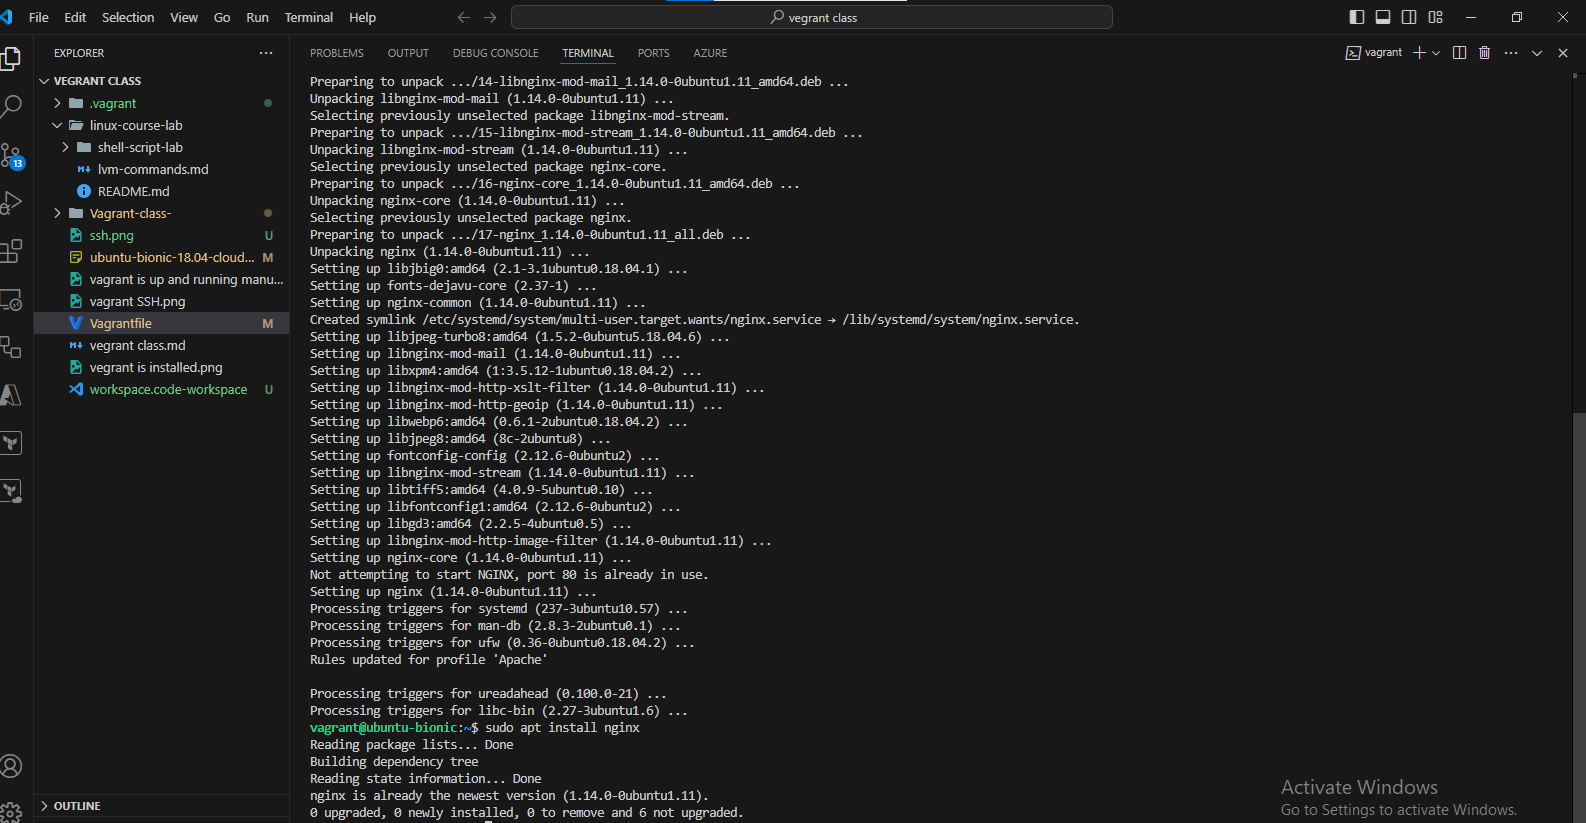 File Edit Selection View Go Run Terminal Help
vegrant class
EXPLORER
VEGRANT CLASS
.vagrant
linux-course-lab
shell-script-lab
lvm-commands.md
README.md
Vagrant-class-
ssh.png U
ubuntu-bionic-18.04-cloud... M
vagrant is up and running manu...
vagrant SSH.png
Vagrantfile M
vegrant class.md
vegrant is installed.png
workspace.code-workspace U
OUTLINE
13
PROBLEMS OUTPUT DEBUG CONSOLE TERMINAL PORTS AZURE
vagrant
Preparing to unpack .../14-libnginx-mod-mail_1.14.0-0ubuntu1.11_amd64.deb ...
Unpacking libnginx-mod-mail (1.14.0-0ubuntu1.11) ...
Selecting previously unselected package libnginx-mod-stream.
Preparing to unpack .../15-libnginx-mod-stream_1.14.0-0ubuntu1.11_amd64.deb ...
Unpacking libnginx-mod-stream (1.14.0-0ubuntu1.11) ...
Selecting previously unselected package nginx-core.
Preparing to unpack .../16-nginx-core_1.14.0-0ubuntu1.11_amd64.deb ...
Unpacking nginx-core (1.14.0-0ubuntu1.11) ...
Selecting previously unselected package nginx.
Preparing to unpack .../17-nginx_1.14.0-0ubuntu1.11_all.deb ...
Unpacking nginx (1.14.0-0ubuntu1.11) ...
Setting up libjbig0:amd64 (2.1-3.1ubuntu0.18.04.1) ...
Setting up fonts-dejavu-core (2.37-1) ...
Setting up nginx-common (1.14.0-0ubuntu1.11) ...
Created symlink /etc/systemd/system/multi-user.target.wants/nginx.service → /lib/systemd/system/nginx.service.
Setting up libjpeg-turbo8:amd64 (1.5.2-0ubuntu5.18.04.6) ...
Setting up libnginx-mod-mail (1.14.0-0ubuntu1.11) ...
Setting up libxpm4:amd64 (1:3.5.12-1ubuntu0.18.04.2) ...
Setting up libnginx-mod-http-xslt-filter (1.14.0-0ubuntu1.11) ...
Setting up libnginx-mod-http-geoip (1.14.0-0ubuntu1.11) ...
Setting up libwebp6:amd64 (0.6.1-2ubuntu0.18.04.2) ...
Setting up libjpeg8:amd64 (8c-2ubuntu8) ...
Setting up fontconfig-config (2.12.6-0ubuntu2) ...
Setting up libnginx-mod-stream (1.14.0-0ubuntu1.11) ...
Setting up libtiff5:amd64 (4.0.9-5ubuntu0.10) ...
Setting up libfontconfig1:amd64 (2.12.6-0ubuntu2) ...
Setting up libgd3:amd64 (2.2.5-4ubuntu0.5) ...
Setting up libnginx-mod-http-image-filter (1.14.0-0ubuntu1.11) ...
Setting up nginx-core (1.14.0-0ubuntu1.11) ...
Not attempting to start NGINX, port 80 is already in use.
Setting up nginx (1.14.0-0ubuntu1.11) ...
Processing triggers for systemd (237-3ubuntu10.57) ...
Processing triggers for man-db (2.8.3-2ubuntu0.1) ...
Processing triggers for ufw (0.36-0ubuntu0.18.04.2) ...
Rules updated for profile 'Apache'
Processing triggers for ureadahead (0.100.0-21) ...
Processing triggers for libc-bin (2.27-3ubuntu1.6) ...
vagrant@ubuntu-bionic:~$ sudo apt install nginx
Reading package lists... Done
Building dependency tree
Reading state information... Done
nginx is already the newest version (1.14.0-0ubuntu1.11).
0 upgraded, 0 newly installed, 0 to remove and 6 not upgraded.
Activate Windows
Go to Settings to activate Windows.